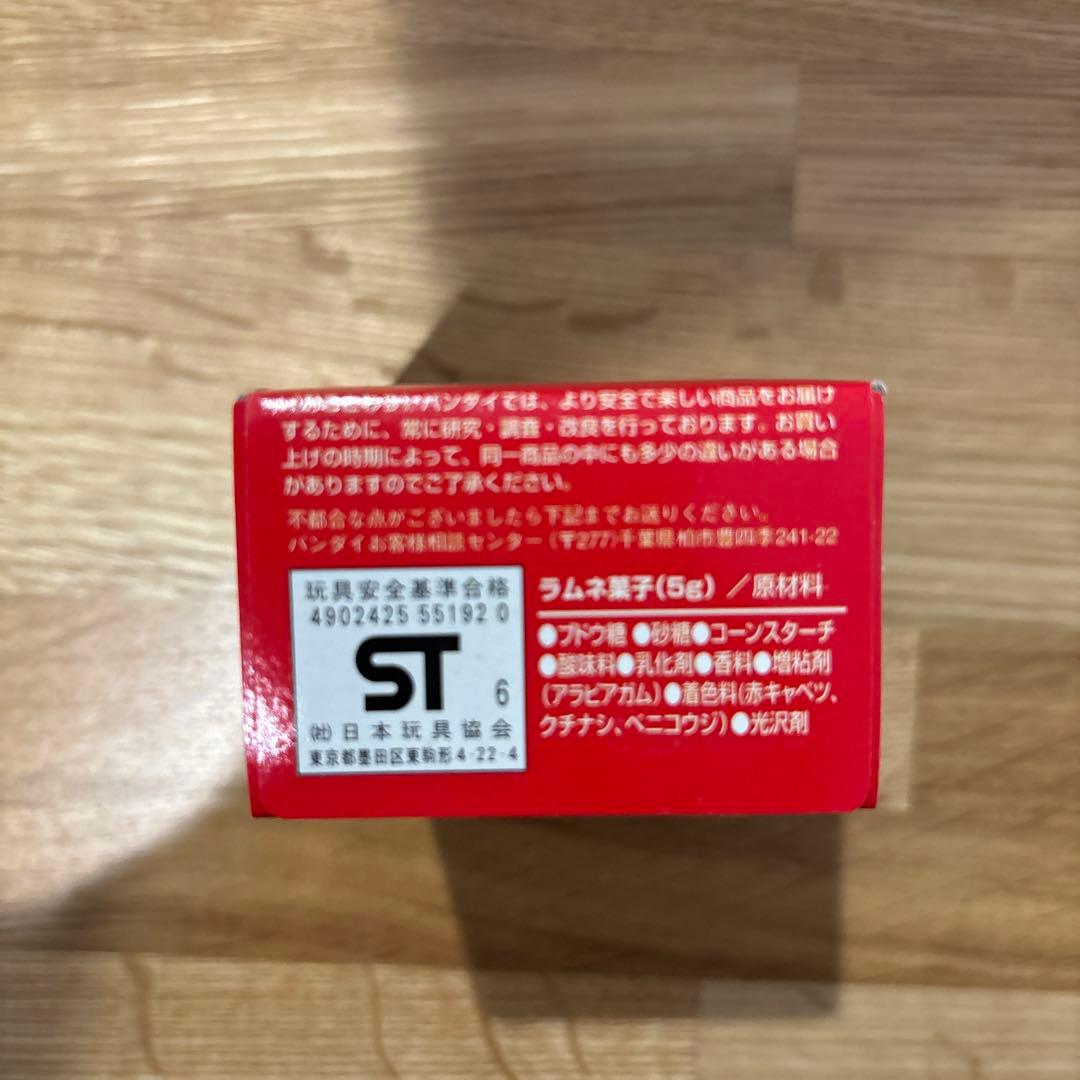 バンダイでは、より安全で楽しい商品をお届け
するために、常に研究・調査・改良を行っております。お買い
上げの時期によって、同一商品の中にも多少の違いがある場合
がありますのでご了承ください。
不都合な点がございましたら下記までお送りください。
バンダイお客様相談センター(〒277)千葉県柏市豊四季241-22
玩具安全基準合格
4902425 55192 0
ST 6
㈳日本玩具協会
東京都墨田区東駒形4-22-4
ラムネ菓子(5g)/原材料
●ブドウ糖●砂糖●コーンスターチ
●酸味料●乳化剤●香料●増粘剤
(アラビアガム)●着色料(赤キャベツ、
クチナシ、ベニコウジ)●光沢剤